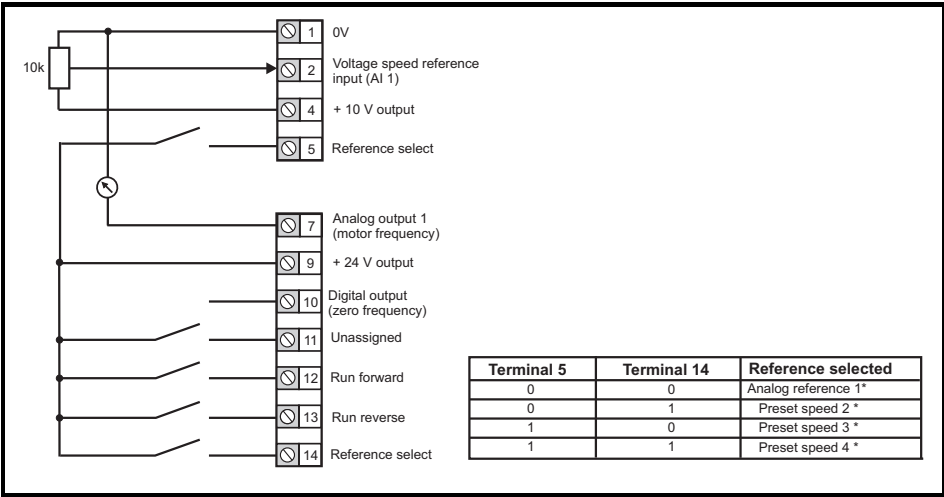 10k
1 0V
2 Voltage speed reference
input (AI 1)
4 + 10 V output
5 Reference select
7 Analog output 1
(motor frequency)
9 + 24 V output
10 Digital output
(zero frequency)
11 Unassigned
12 Run forward
13 Run reverse
14 Reference select
Terminal 5 Terminal 14 Reference selected
0 0 Analog reference 1*
0 1 Preset speed 2 *
1 0 Preset speed 3 *
1 1 Preset speed 4 *